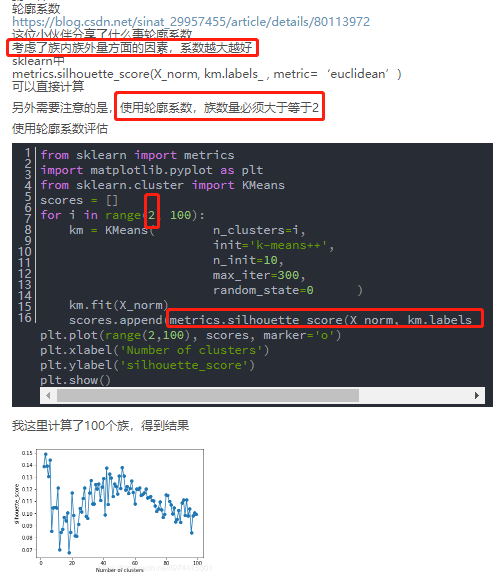 轮廓系数
https://blog.csdn.net/sinat_29957455/article/details/80113972
这位小伙伴分享了什么事轮廓系数
考虑了族内族外量方面的因素，系数越大越好
sklearn中
metrics.silhouette_score(X_norm, km.labels_ , metric= ‘euclidean’)
可以直接计算
另外需要注意的是，使用轮廓系数，族数量必须大于等于2
使用轮廓系数评估
1 from sklearn import metrics
2 import matplotlib.pyplot as plt
3 from sklearn.cluster import KMeans
4 scores = []
5 for i in range(2, 100):
6 km = KMeans( n_clusters=i,
7 init='k-means++',
8 n_init=10,
9 max_iter=300,
10 random_state=0 )
11 km.fit(X_norm)
12 scores.append(metrics.silhouette_score(X_norm, km.labels
13 plt.plot(range(2,100), scores, marker='o')
14 plt.xlabel('Number of clusters')
15 plt.ylabel('silhouette_score')
16 plt.show()
我这里计算了100个族，得到结果
0.15
0.14
0.13
0.12
0.11
0.10
0.09
0.08
0.07
silhouette_score
0 20 40 60 80 100
Number of clusters